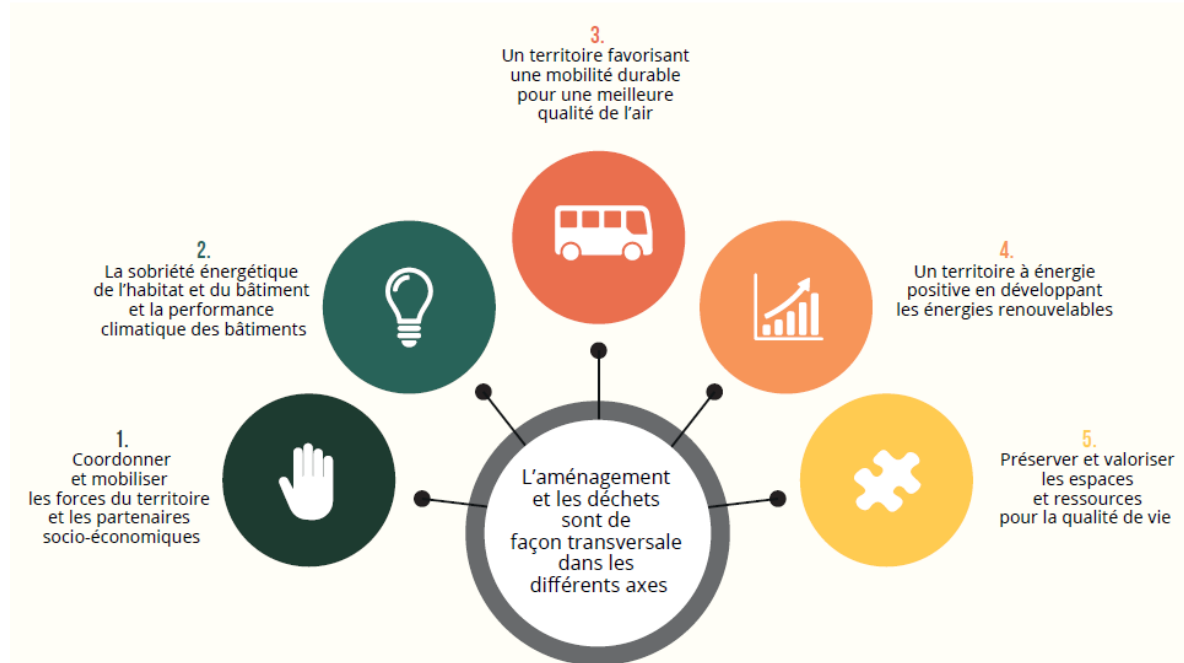 1.
Coordonner
et mobiliser
les forces du territoire
et les partenaires
socio-économiques
2.
La sobriété énergétique
de l’habitat et du bâtiment
et la performance
climatique des bâtiments
3.
Un territoire favorisant
une mobilité durable
pour une meilleure
qualité de l’air
4.
Un territoire à énergie
positive en développant
les énergies renouvelables
5.
Préserver et valoriser
les espaces
et ressources
pour la qualité de vie
L’aménagement
et les déchets
sont de
façon transversale
dans les
différents axes